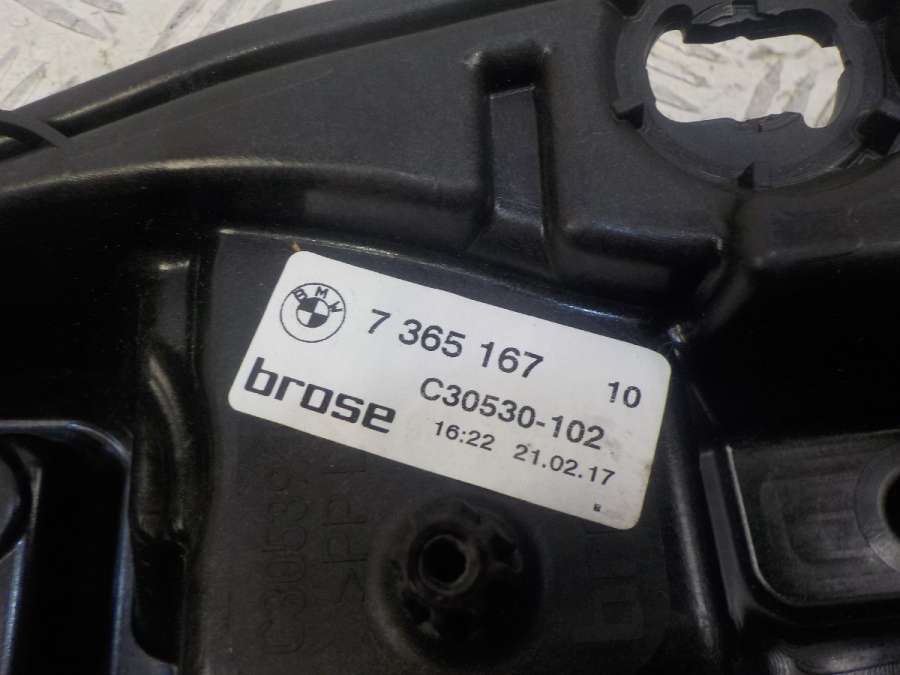 BMW
7 365 167
10
brose
C30530-102
16:22 21.02.17